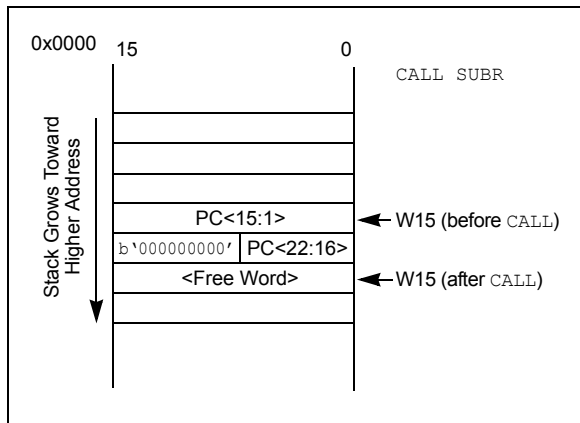 0x0000
15
0
CALL SUBR
Stack Grows Toward
Higher Address
PC<15:1>
W15 (before CALL)
b‘000000000’
PC<22:16>
<Free Word>
W15 (after CALL)